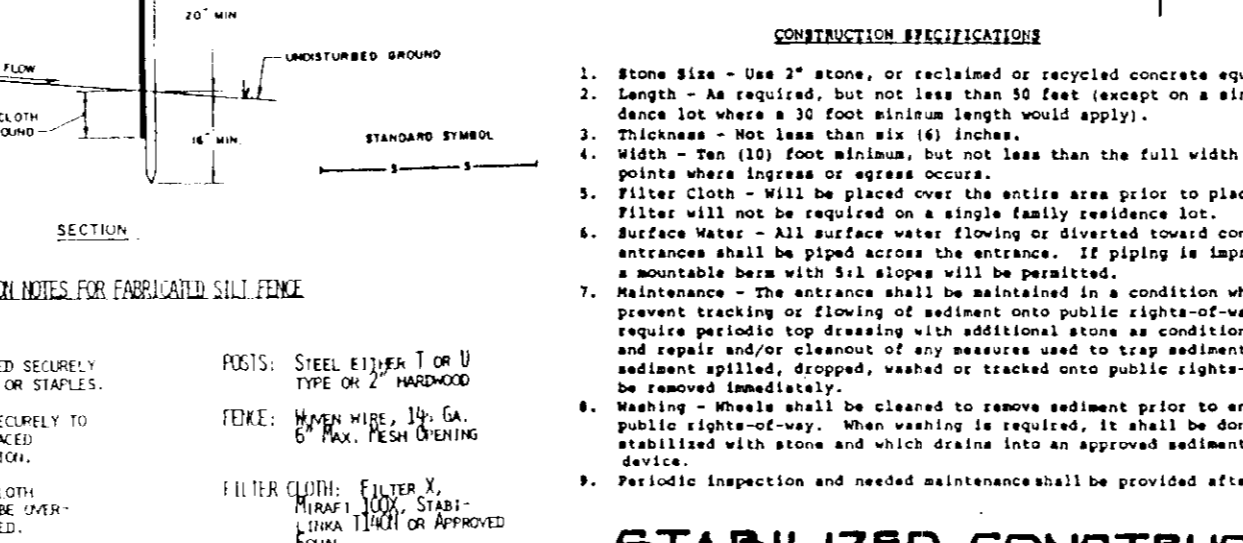 20" MIN
UNDISTURBED GROUND
FLOW
CLOTH
16" MIN.
STANDARD SYMBOL
S S
SECTION
ON NOTES FOR FABRICATED SILT FENCE
ED SECURELY
OR STAPLES.
ECURELY TO
ACED
ION.
LOTH
BE OVER-
ED.
POSTS: STEEL EITHER T OR U
TYPE OR 2" HARDWOOD
FENCE: WOVEN WIRE, 14½ GA.
6" MAX. MESH OPENING
FILTER CLOTH: FILTER X,
MIRAFI 100X, STABI-
LINKA T140N OR APPROVED
EQUAL
CONSTRUCTION SPECIFICATIONS
1. Stone Size - Use 2" stone, or reclaimed or recycled concrete equ
2. Length - As required, but not less than 50 feet (except on a sin
dence lot where a 30 foot minimum length would apply).
3. Thickness - Not less than six (6) inches.
4. Width - Ten (10) foot minimum, but not less than the full width
points where ingress or egress occurs.
5. Filter Cloth - Will be placed over the entire area prior to plac
Filter will not be required on a single family residence lot.
6. Surface Water - All surface water flowing or diverted toward con
entrances shall be piped across the entrance. If piping is impr
a mountable berm with 5:1 slopes will be permitted.
7. Maintenance - The entrance shall be maintained in a condition wh
prevent tracking or flowing of sediment onto public rights-of-wa
require periodic top dressing with additional stone as condition
and repair and/or cleanout of any measures used to trap sediment
sediment spilled, dropped, washed or tracked onto public rights-
be removed immediately.
8. Washing - Wheels shall be cleaned to remove sediment prior to en
public rights-of-way. When washing is required, it shall be don
stabilized with stone and which drains into an approved sediment
device.
9. Periodic inspection and needed maintenance shall be provided afte
STABILIZED CONSTRUC